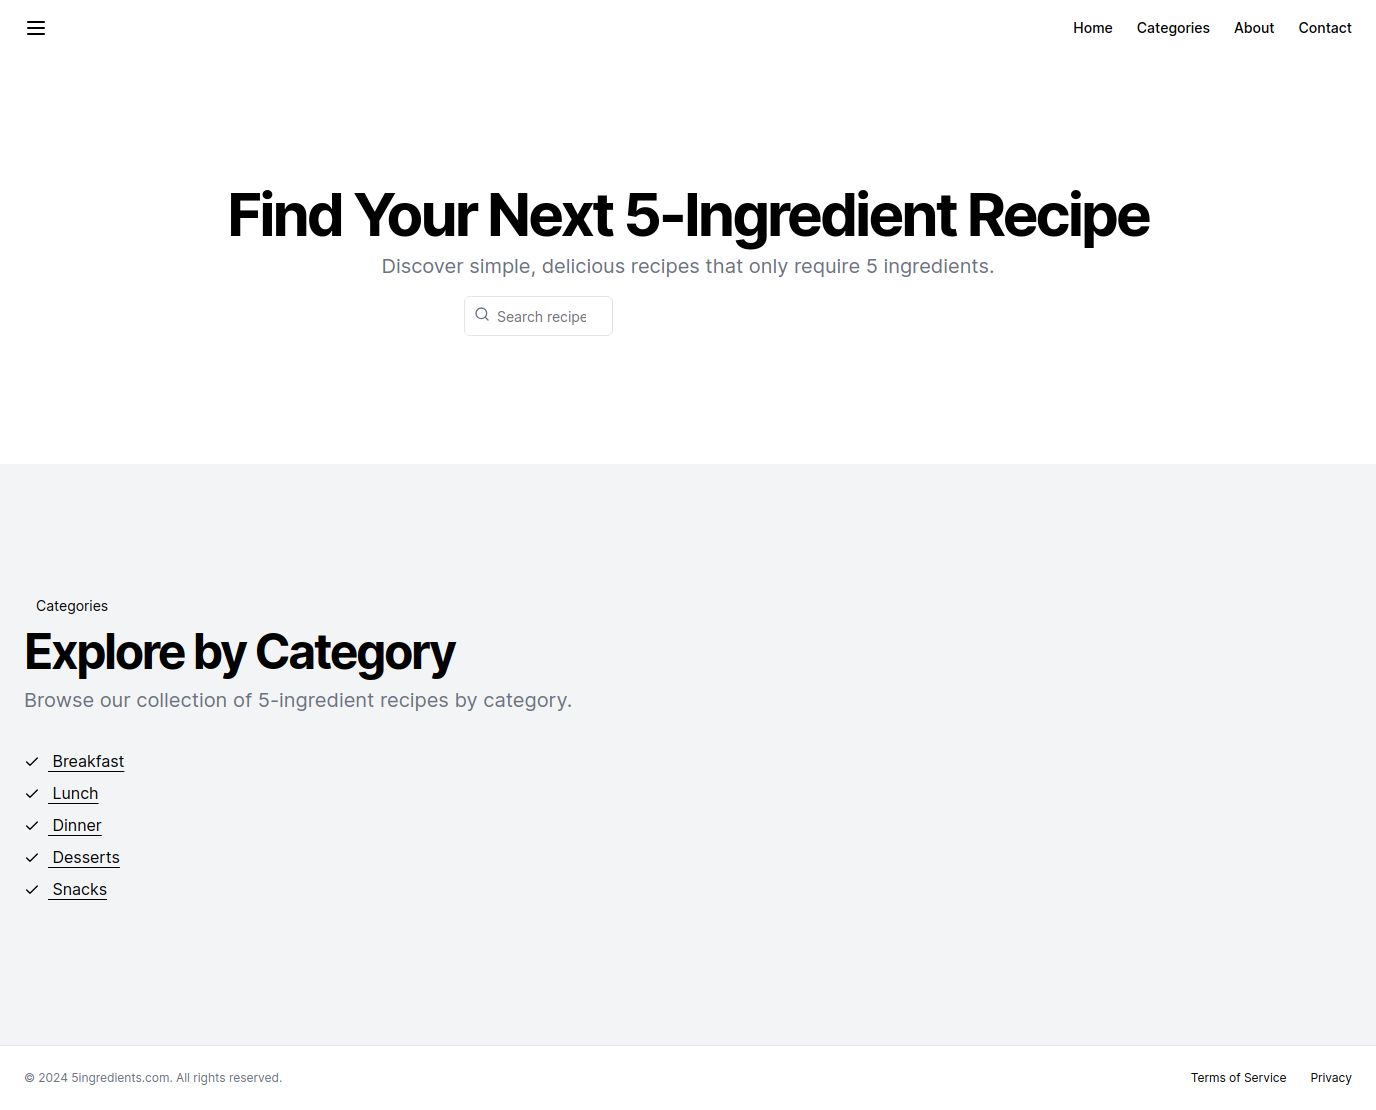 Home Categories About Contact
Find Your Next 5-Ingredient Recipe
Discover simple, delicious recipes that only require 5 ingredients.
Search recipe
Categories
Explore by Category
Browse our collection of 5-ingredient recipes by category.
Breakfast
Lunch
Dinner
Desserts
Snacks
© 2024 5ingredients.com. All rights reserved. Terms of Service Privacy